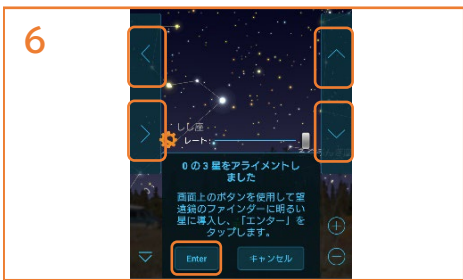 6
しし座
レート:
0の3星をアライメントし
ました
画面上のボタンを使用して望
遠鏡のファインダーに明るい
星に導入し、「エンター」を
タップします。
Enter
キャンセル